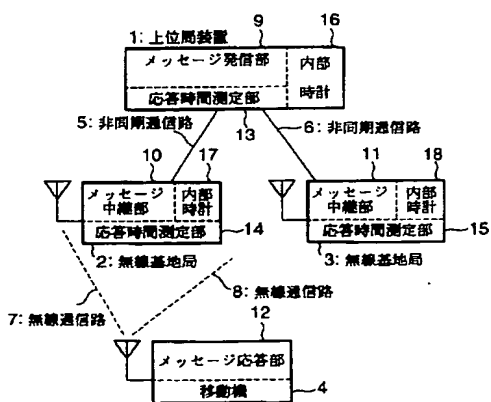 9
16
1: 上位局装置
メッセージ発信部
内部
時計
応答時間測定部
13
5: 非同期通信路
6: 非同期通信路
10
17
11
18
メッセージ
中継部
内部
時計
応答時間測定部
14
2: 無線基地局
メッセージ
中継部
内部
時計
応答時間測定部
15
3: 無線基地局
7: 無線通信路
8: 無線通信路
12
メッセージ応答部
移動機
4